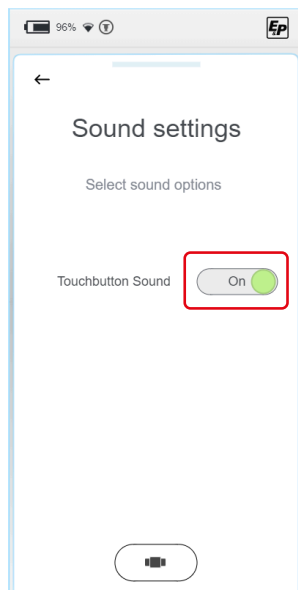 96% T EP
Sound settings
Select sound options
Touchbutton Sound On